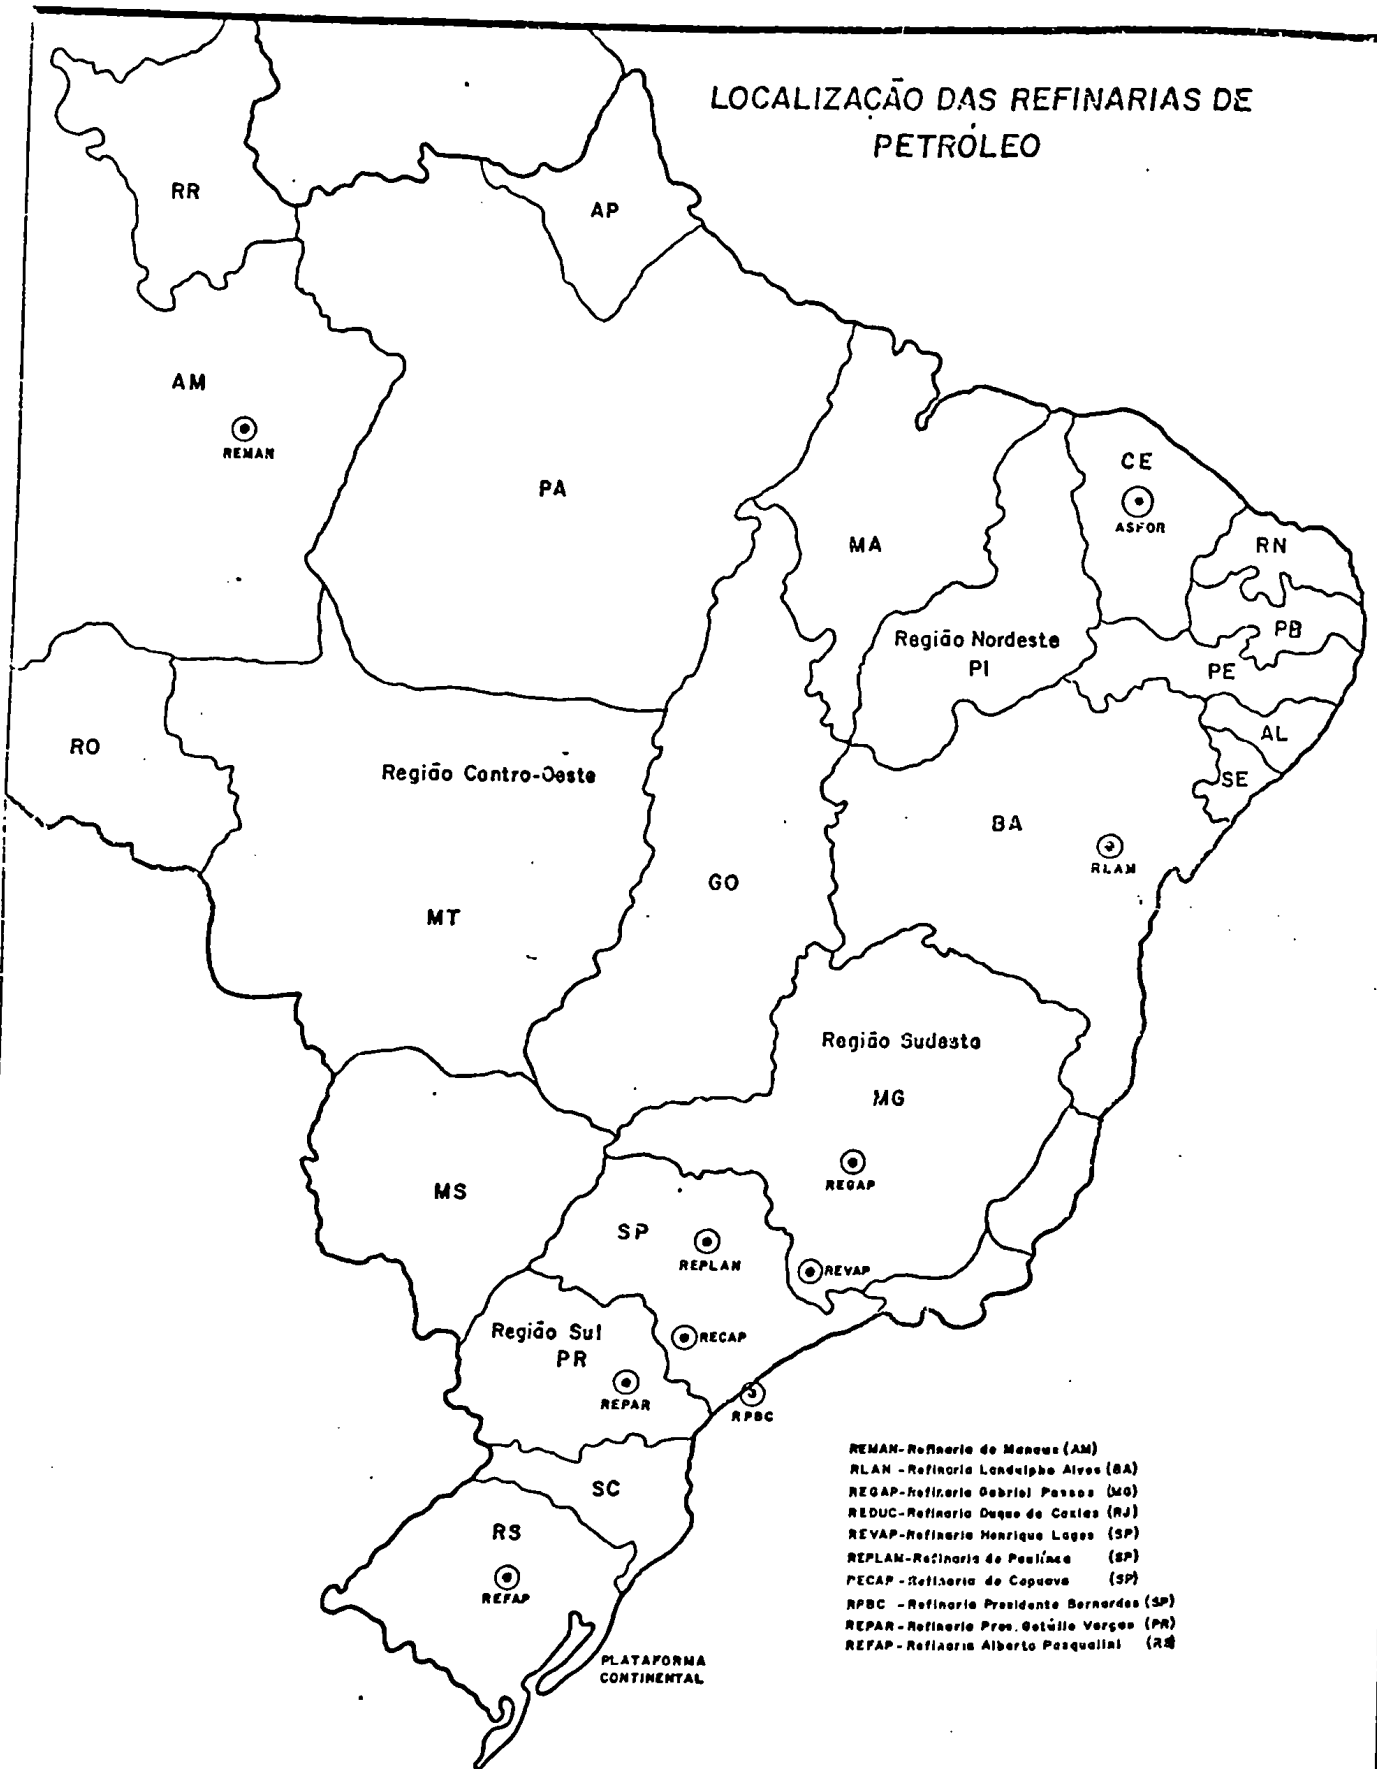 LOCALIZAÇÃO DAS REFINARIAS DE
PETRÓLEO
RR
AP
AM
REMAN
PA
CE
ASFOR
MA
RN
PB
Região Nordeste
PI
PE
AL
SE
RO
Região Centro-Oeste
BA
RLAM
GO
MT
Região Sudeste
MG
REGAP
MS
SP
REPLAN
REVAP
Região Sul
PR
RECAP
REPAR
RPBC
SC
RS
REFAP
PLATAFORMA
CONTINENTAL
REMAN-Refinaria de Manaus (AM)
RLAN -Refinaria Landulpho Alves (BA)
REGAP-Refinaria Gabriel Passos (MG)
REDUC-Refinaria Duque de Caxias (RJ)
REVAP-Refinaria Henrique Lages (SP)
REPLAN-Refinaria de Paulínea (SP)
RECAP -Refinaria de Capuava (SP)
RPBC -Refinaria Presidente Bernardes (SP)
REPAR-Refinaria Pres. Getúlio Vargas (PR)
REFAP-Refinaria Alberto Pasqualini (RS)